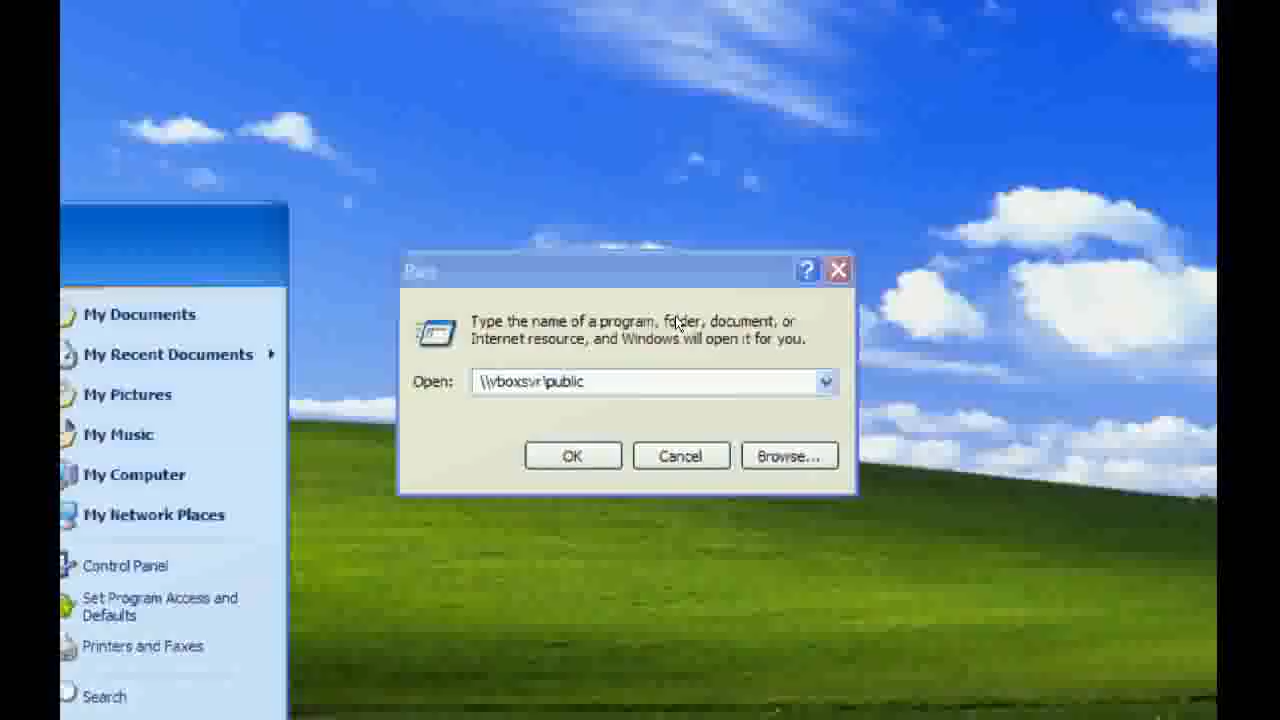 Run
Type the name of a program, folder, document, or
Internet resource, and Windows will open it for you.
Open:
\\vboxsvr\public
OK
Cancel
Browse...
My Documents
My Recent Documents
My Pictures
My Music
My Computer
My Network Places
Control Panel
Set Program Access and
Defaults
Printers and Faxes
Search